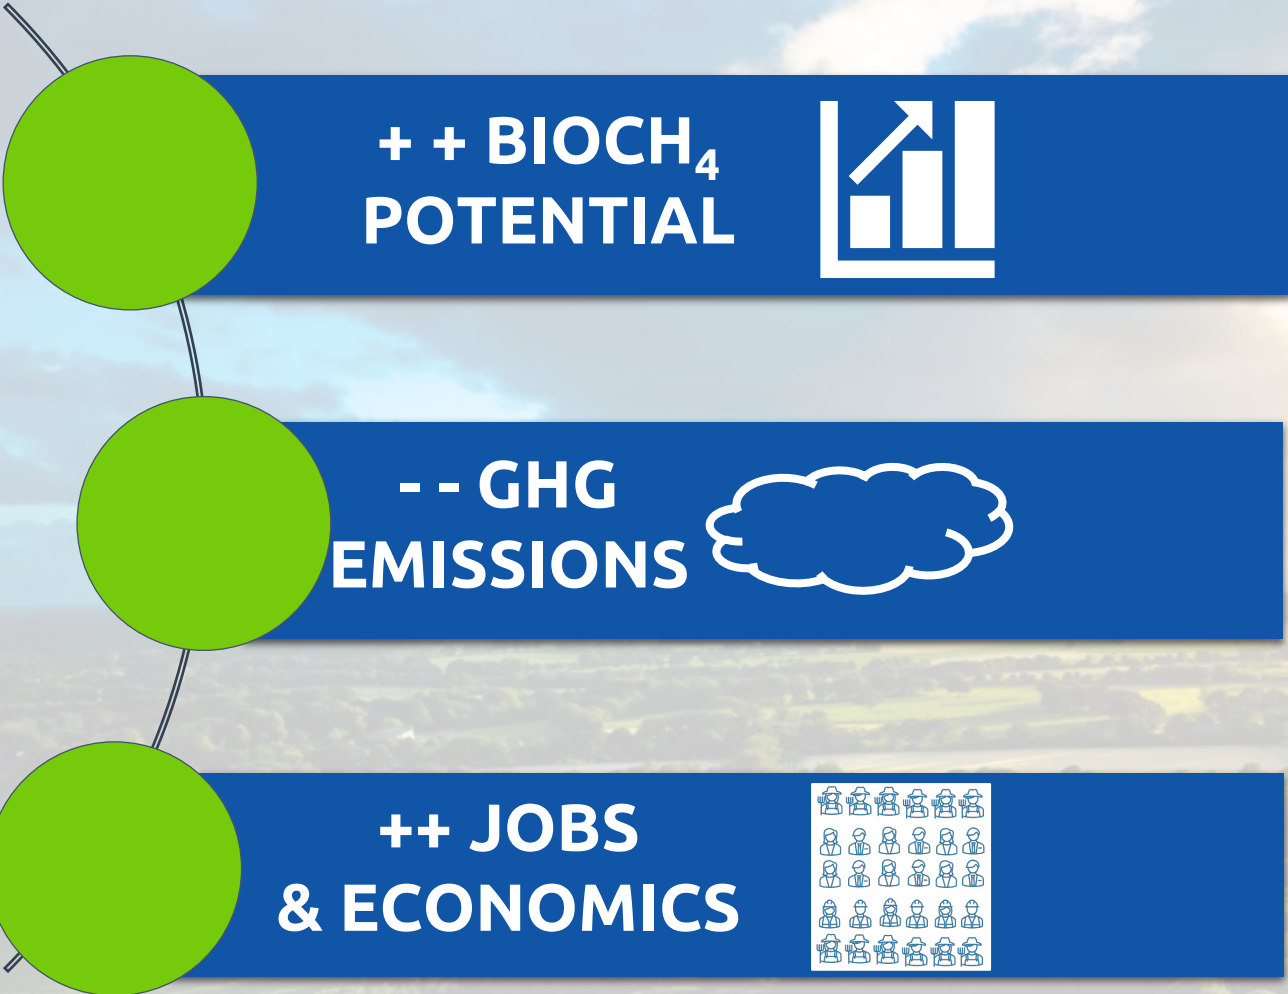 + + BIOCH₄
POTENTIAL
- - GHG
EMISSIONS
++ JOBS
& ECONOMICS